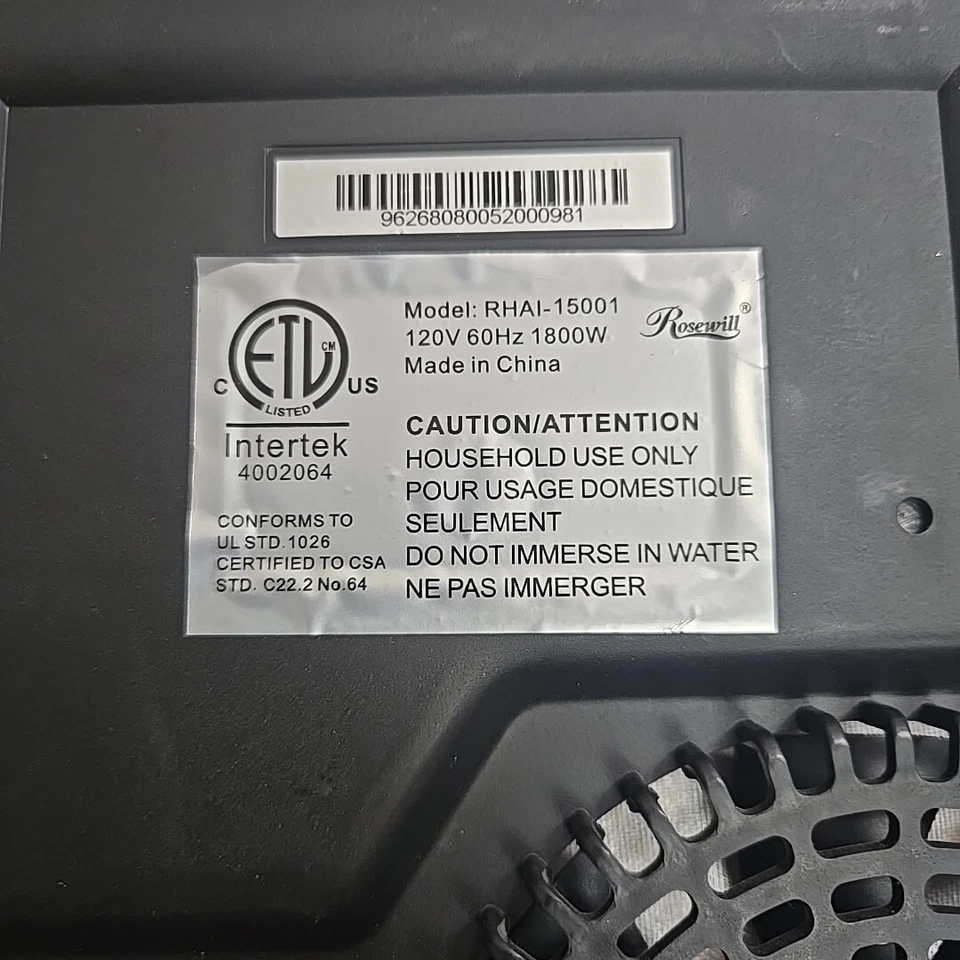 96268080052000981
ETL CM
C US
LISTED
Intertek
4002064
CONFORMS TO
UL STD.1026
CERTIFIED TO CSA
STD. C22.2 No.64
Model: RHAI-15001
120V 60Hz 1800W
Made in China
Rosewill®
CAUTION/ATTENTION
HOUSEHOLD USE ONLY
POUR USAGE DOMESTIQUE
SEULEMENT
DO NOT IMMERSE IN WATER
NE PAS IMMERGER